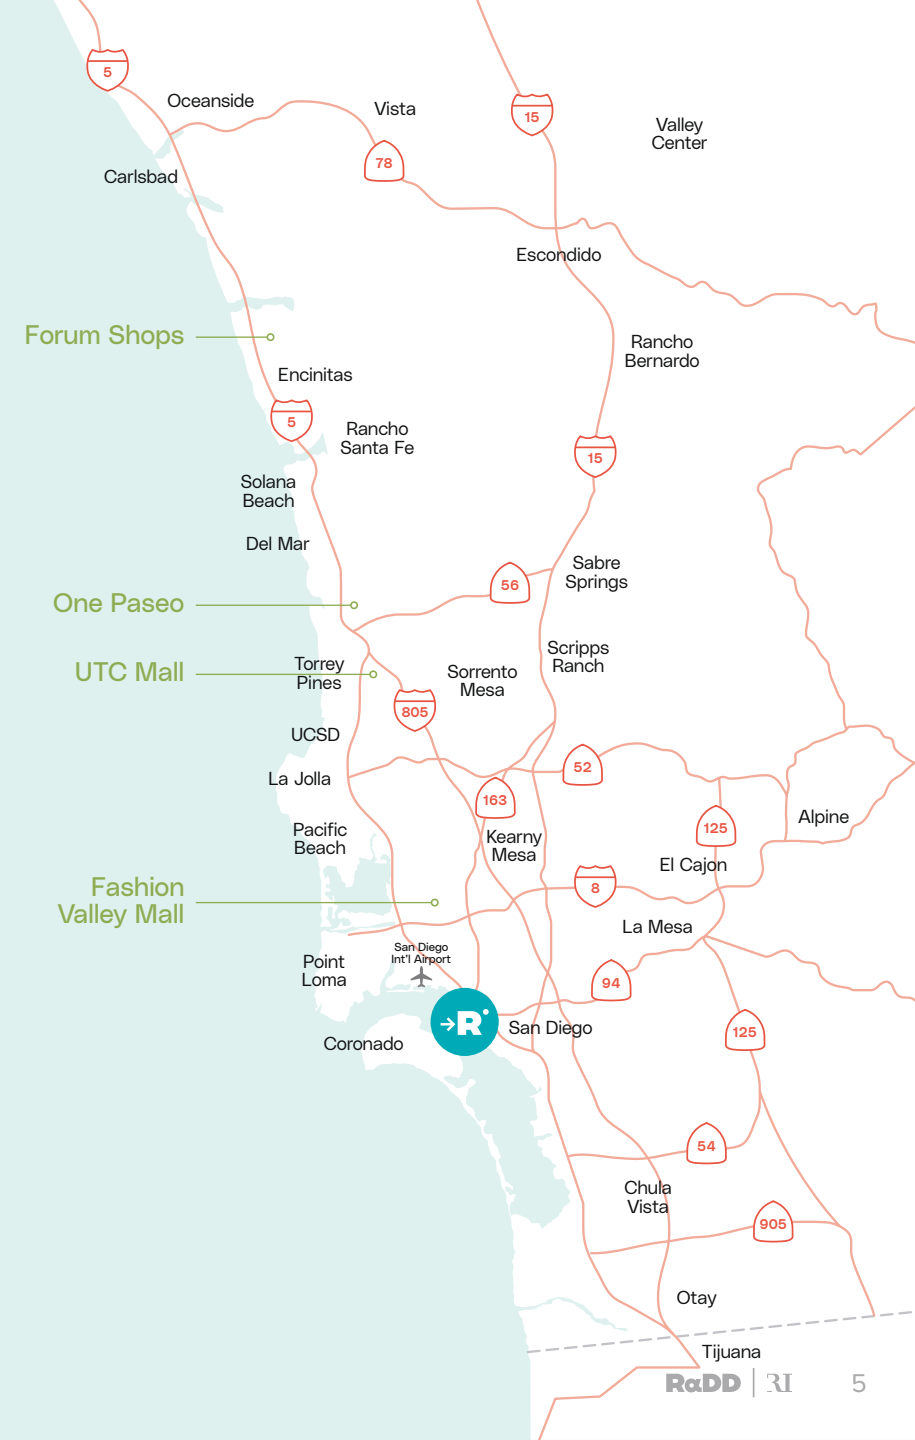 5
Oceanside
Vista
15
Valley
Center
78
Carlsbad
Escondido
Forum Shops
Rancho
Bernardo
Encinitas
5
Rancho
Santa Fe
15
Solana
Beach
Del Mar
Sabre
Springs
56
One Paseo
Scripps
Ranch
UTC Mall
Torrey
Pines
Sorrento
Mesa
805
UCSD
52
La Jolla
163
Alpine
125
Pacific
Beach
Kearny
Mesa
El Cajon
Fashion
Valley Mall
8
La Mesa
San Diego
Int'l Airport
Point
Loma
94
R
San Diego
125
Coronado
54
Chula
Vista
905
Otay
Tijuana
RaDD | RI 5